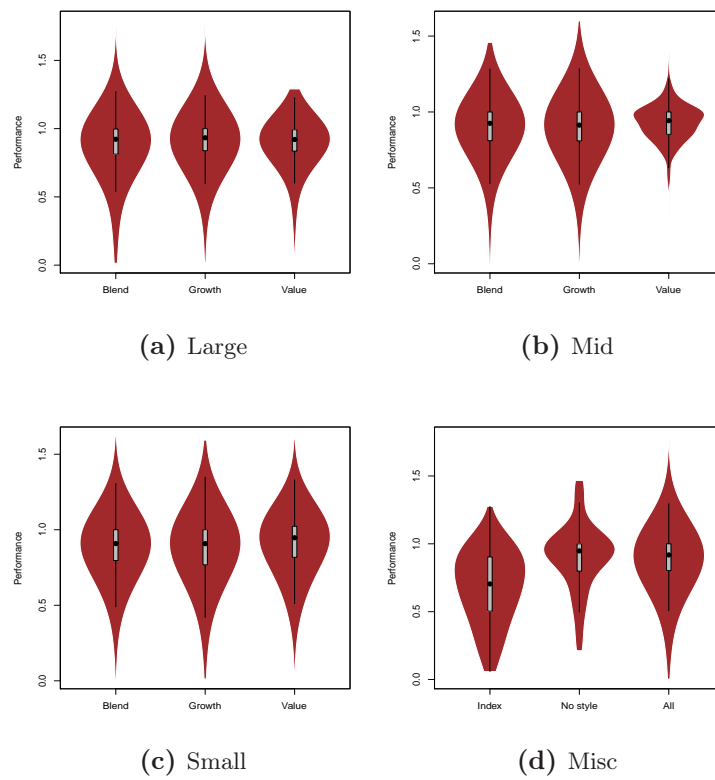 Performance
0.0 0.5 1.0 1.5
Blend Growth Value
(a) Large
Performance
0.0 0.5 1.0 1.5
Blend Growth Value
(b) Mid
Performance
0.0 0.5 1.0 1.5
Blend Growth Value
(c) Small
Performance
0.0 0.5 1.0 1.5
Index No style All
(d) Misc